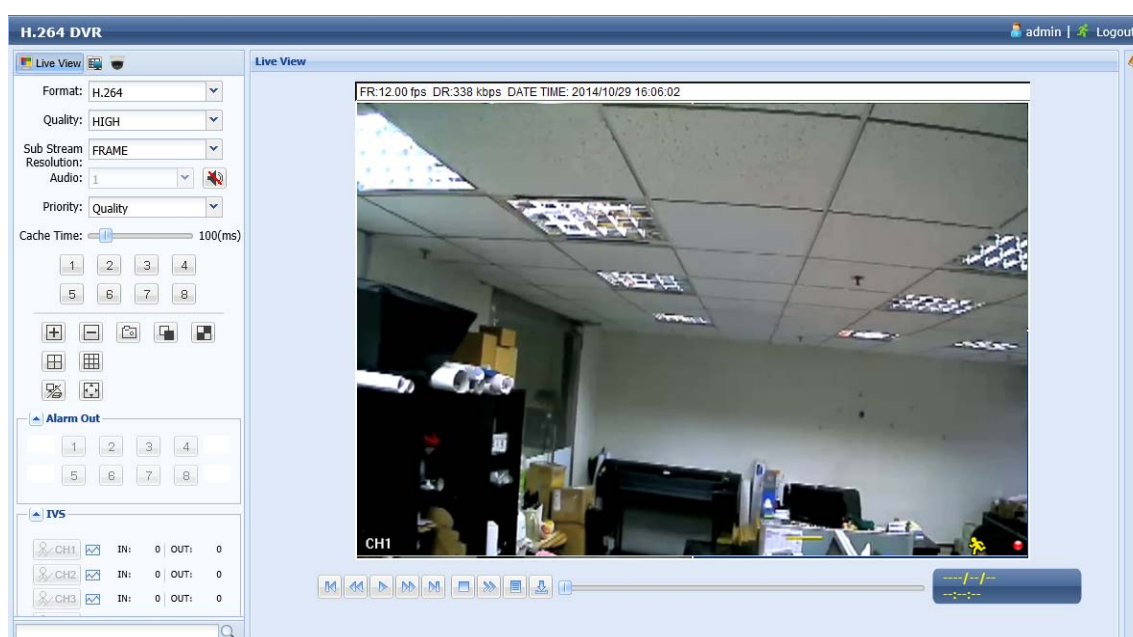 H.264 DVR
admin | Logout
Live View
Live View
Format: H.264
Quality: HIGH
Sub Stream Resolution: FRAME
Audio: 1
Priority: Quality
Cache Time: 100(ms)
1 2 3 4
5 6 7 8
Alarm Out
1 2 3 4
5 6 7 8
IVS
CH1 IN: 0 OUT: 0
CH2 IN: 0 OUT: 0
CH3 IN: 0 OUT: 0
FR:12.00 fps DR:338 kbps DATE TIME: 2014/10/29 16:06:02
CH1
----/--/--
--:--:--